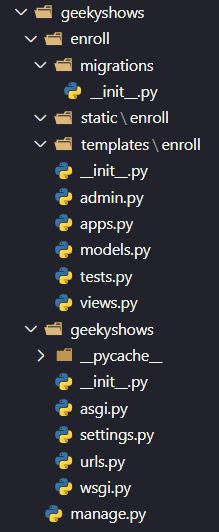 geekyshows
enroll
migrations
__init__.py
static\enroll
templates\enroll
__init__.py
admin.py
apps.py
models.py
tests.py
views.py
geekyshows
__pycache__
__init__.py
asgi.py
settings.py
urls.py
wsgi.py
manage.py